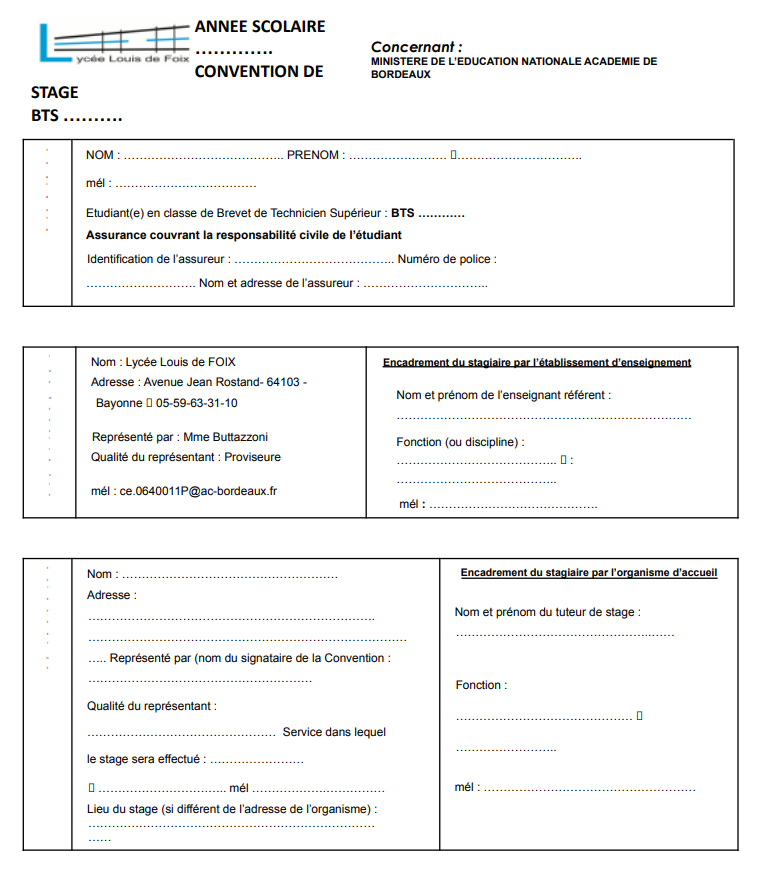 ycée Louis de Foix
ANNEE SCOLAIRE
………….
CONVENTION DE
STAGE
BTS ……….
Concernant :
MINISTERE DE L’EDUCATION NATIONALE ACADEMIE DE
BORDEAUX
NOM : ………………………………….. PRENOM : …………………… ▯………………………….
mél : ………………………………
Etudiant(e) en classe de Brevet de Technicien Supérieur : BTS …………
Assurance couvrant la responsabilité civile de l’étudiant
Identification de l’assureur : ………………………………….. Numéro de police :
………………………. Nom et adresse de l’assureur : …………………………..
Nom : Lycée Louis de FOIX
Adresse : Avenue Jean Rostand- 64103 -
Bayonne ▯ 05-59-63-31-10
Représenté par : Mme Buttazzoni
Qualité du représentant : Proviseure
mél : ce.0640011P@ac-bordeaux.fr
Encadrement du stagiaire par l’établissement d’enseignement
Nom et prénom de l’enseignant référent :
…………………………………………………………………
Fonction (ou discipline) :
………………………………….. ▯ :
…………………………………..
mél : …………………………………….
Nom : ……………………………………………….
Adresse :
……………………………………………………………….
………………………………………………………………………
….. Représenté par (nom du signataire de la Convention :
…………………………………………………
Qualité du représentant :
………………………………………… Service dans lequel
le stage sera effectué : ……………………
▯ ………………………….. mél …………………………….
Lieu du stage (si différent de l’adresse de l’organisme) :
……………………………………………………………….
……
Encadrement du stagiaire par l’organisme d’accueil
Nom et prénom du tuteur de stage :
…………………………………………..……
Fonction :
……………………………………… ▯
……………………..
mél : ………………………………………………